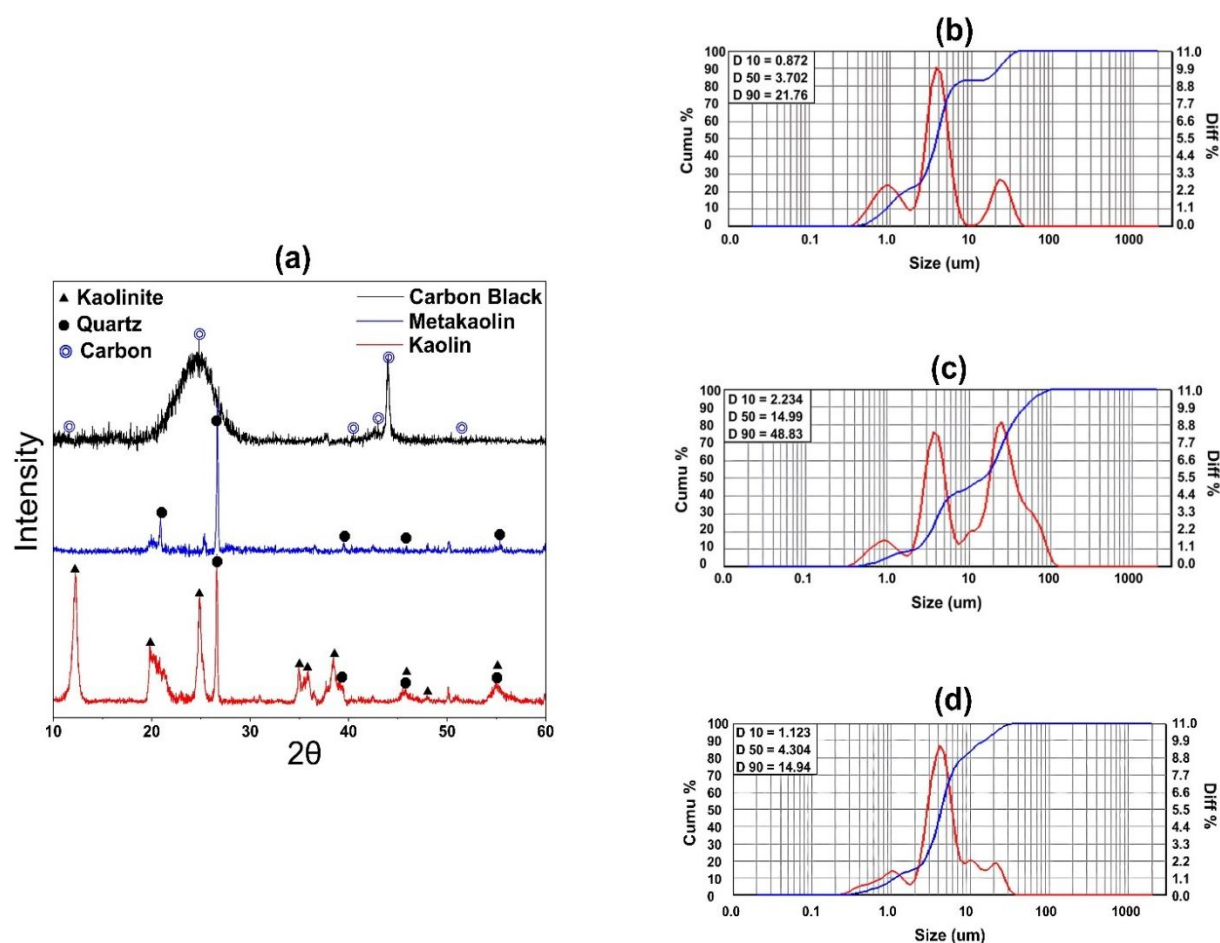 (a)
▲ Kaolinite
● Quartz
◎ Carbon
Carbon Black
Metakaolin
Kaolin
Intensity
10 20 30 40 50 60
2θ
(b)
D 10 = 0.872
D 50 = 3.702
D 90 = 21.76
Cumu %
100
90
80
70
60
50
40
30
20
10
0
11.0
9.9
8.8
7.7
6.6
5.5
4.4
3.3
2.2
1.1
0.0
Diff %
0.0 0.1 1.0 10 100 1000
Size (um)
(c)
D 10 = 2.234
D 50 = 14.99
D 90 = 48.83
Cumu %
100
90
80
70
60
50
40
30
20
10
0
11.0
9.9
8.8
7.7
6.6
5.5
4.4
3.3
2.2
1.1
0.0
Diff %
0.0 0.1 1.0 10 100 1000
Size (um)
(d)
D 10 = 1.123
D 50 = 4.304
D 90 = 14.94
Cumu %
100
90
80
70
60
50
40
30
20
10
0
11.0
9.9
8.8
7.7
6.6
5.5
4.4
3.3
2.2
1.1
0.0
Diff %
0.0 0.1 1.0 10 100 1000
Size (um)